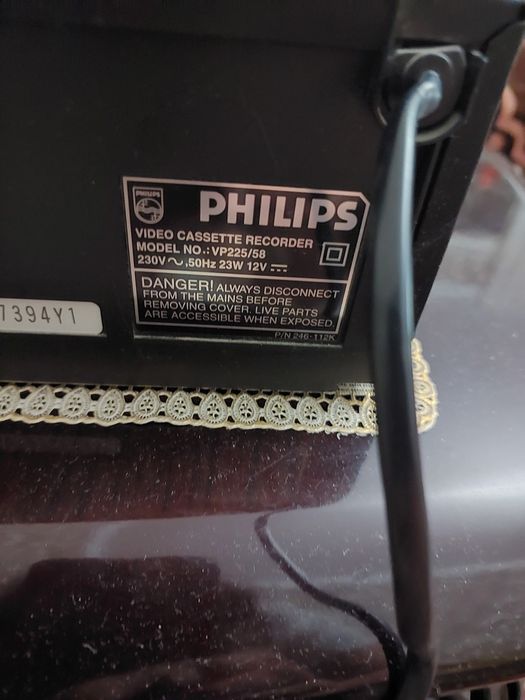 PHILIPS
PHILIPS
VIDEO CASSETTE RECORDER
MODEL NO.: VP225/58
230V ~ ,50Hz 23W 12V ⎓
DANGER! ALWAYS DISCONNECT
FROM THE MAINS BEFORE
REMOVING COVER. LIVE PARTS
ARE ACCESSIBLE WHEN EXPOSED.
P/N 246-112K
7394Y1